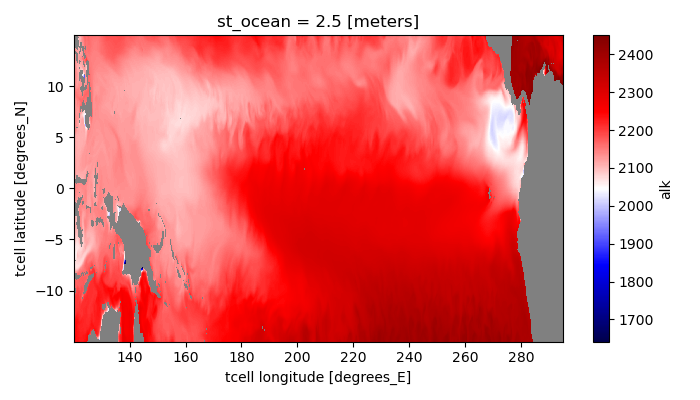 st_ocean = 2.5 [meters]
tcell latitude [degrees_N]
10
5
0
−5
−10
140 160 180 200 220 240 260 280
tcell longitude [degrees_E]
2400
2300
2200
2100
2000
1900
1800
1700
alk